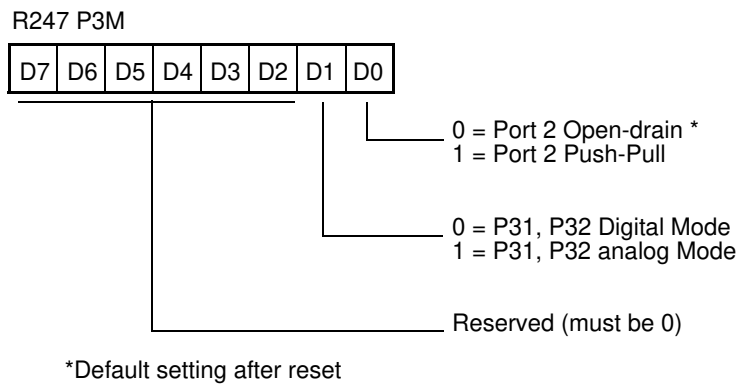 R247 P3M
D7 D6 D5 D4 D3 D2 D1 D0
0 = Port 2 Open-drain *
1 = Port 2 Push-Pull
0 = P31, P32 Digital Mode
1 = P31, P32 analog Mode
Reserved (must be 0)
*Default setting after reset